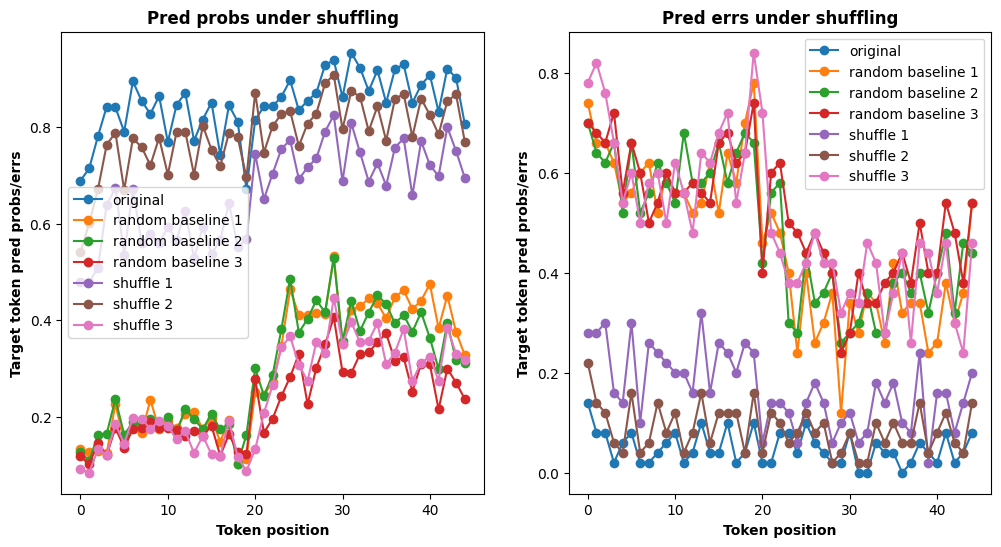 Pred probs under shuffling
Target token pred probs/errs
0.8
0.6
0.4
0.2
original
random baseline 1
random baseline 2
random baseline 3
shuffle 1
shuffle 2
shuffle 3
0 10 20 30 40
Token position
Pred errs under shuffling
Target token pred probs/errs
0.8
0.6
0.4
0.2
0.0
original
random baseline 1
random baseline 2
random baseline 3
shuffle 1
shuffle 2
shuffle 3
0 10 20 30 40
Token position